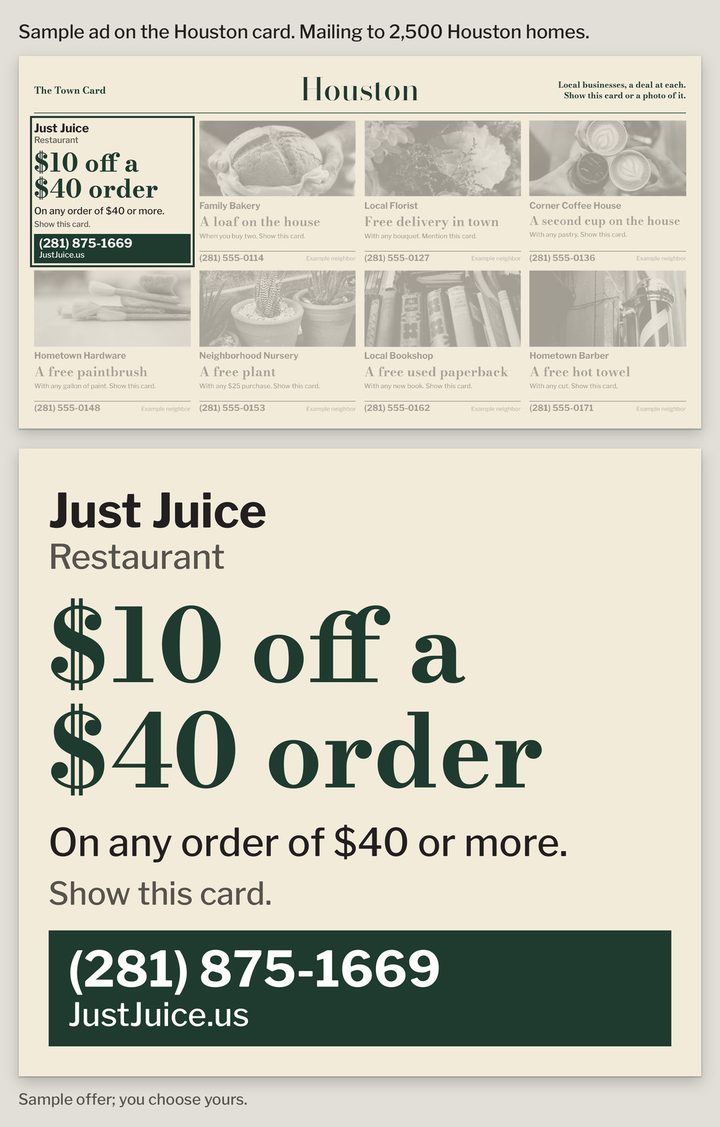 Sample ad on the Houston card. Mailing to 2,500 Houston homes.
The Town Card
Houston
Local businesses, a deal at each.
Show this card or a photo of it.
Just Juice
Restaurant
$10 off a
$40 order
On any order of $40 or more.
Show this card.
(281) 875-1669
JustJuice.us
Family Bakery
A loaf on the house
When you buy two. Show this card.
(281) 555-0114
Example neighbor
Local Florist
Free delivery in town
With any bouquet. Mention this card.
(281) 555-0127
Example neighbor
Corner Coffee House
A second cup on the house
With any pastry. Show this card.
(281) 555-0136
Example neighbor
Hometown Hardware
A free paintbrush
With any gallon of paint. Show this card.
(281) 555-0148
Example neighbor
Neighborhood Nursery
A free plant
With any $25 purchase. Show this card.
(281) 555-0153
Example neighbor
Local Bookshop
A free used paperback
With any new book. Show this card.
(281) 555-0162
Example neighbor
Hometown Barber
A free hot towel
With any cut. Show this card.
(281) 555-0171
Example neighbor
Just Juice
Restaurant
$10 off a
$40 order
On any order of $40 or more.
Show this card.
(281) 875-1669
JustJuice.us
Sample offer; you choose yours.